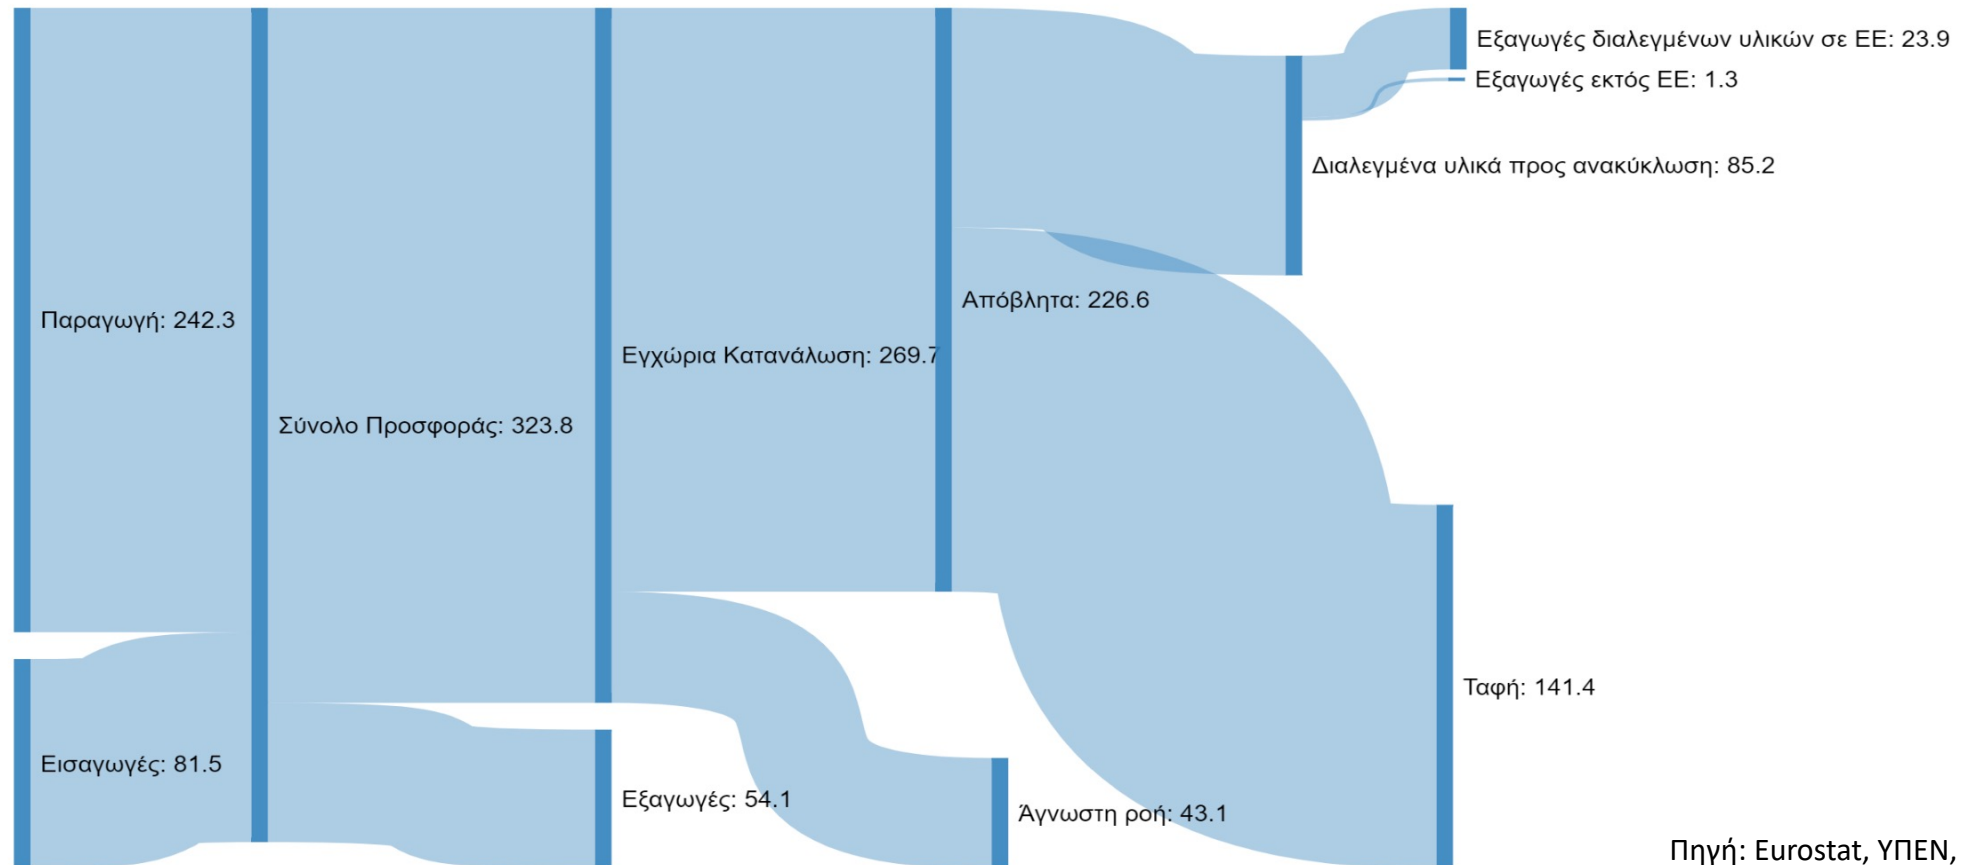 Εξαγωγές διαλεγμένων υλικών σε ΕΕ: 23.9
Εξαγωγές εκτός ΕΕ: 1.3
Διαλεγμένα υλικά προς ανακύκλωση: 85.2
Απόβλητα: 226.6
Παραγωγή: 242.3
Εγχώρια Κατανάλωση: 269.7
Σύνολο Προσφοράς: 323.8
Ταφή: 141.4
Εισαγωγές: 81.5
Εξαγωγές: 54.1
Άγνωστη ροή: 43.1
Πηγή: Eurostat, ΥΠΕΝ,